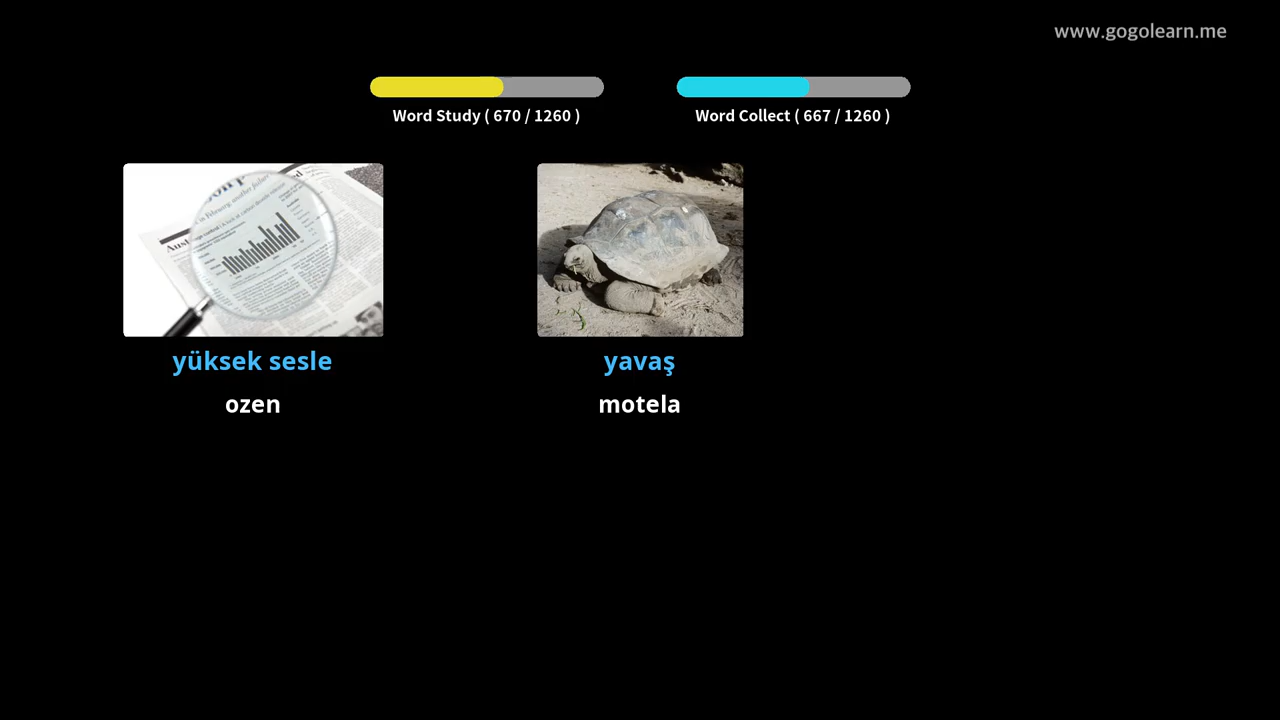 www.gogolearn.me
Word Study ( 670 / 1260 )
Word Collect ( 667 / 1260 )
yüksek sesle
yavaş
ozen
motela